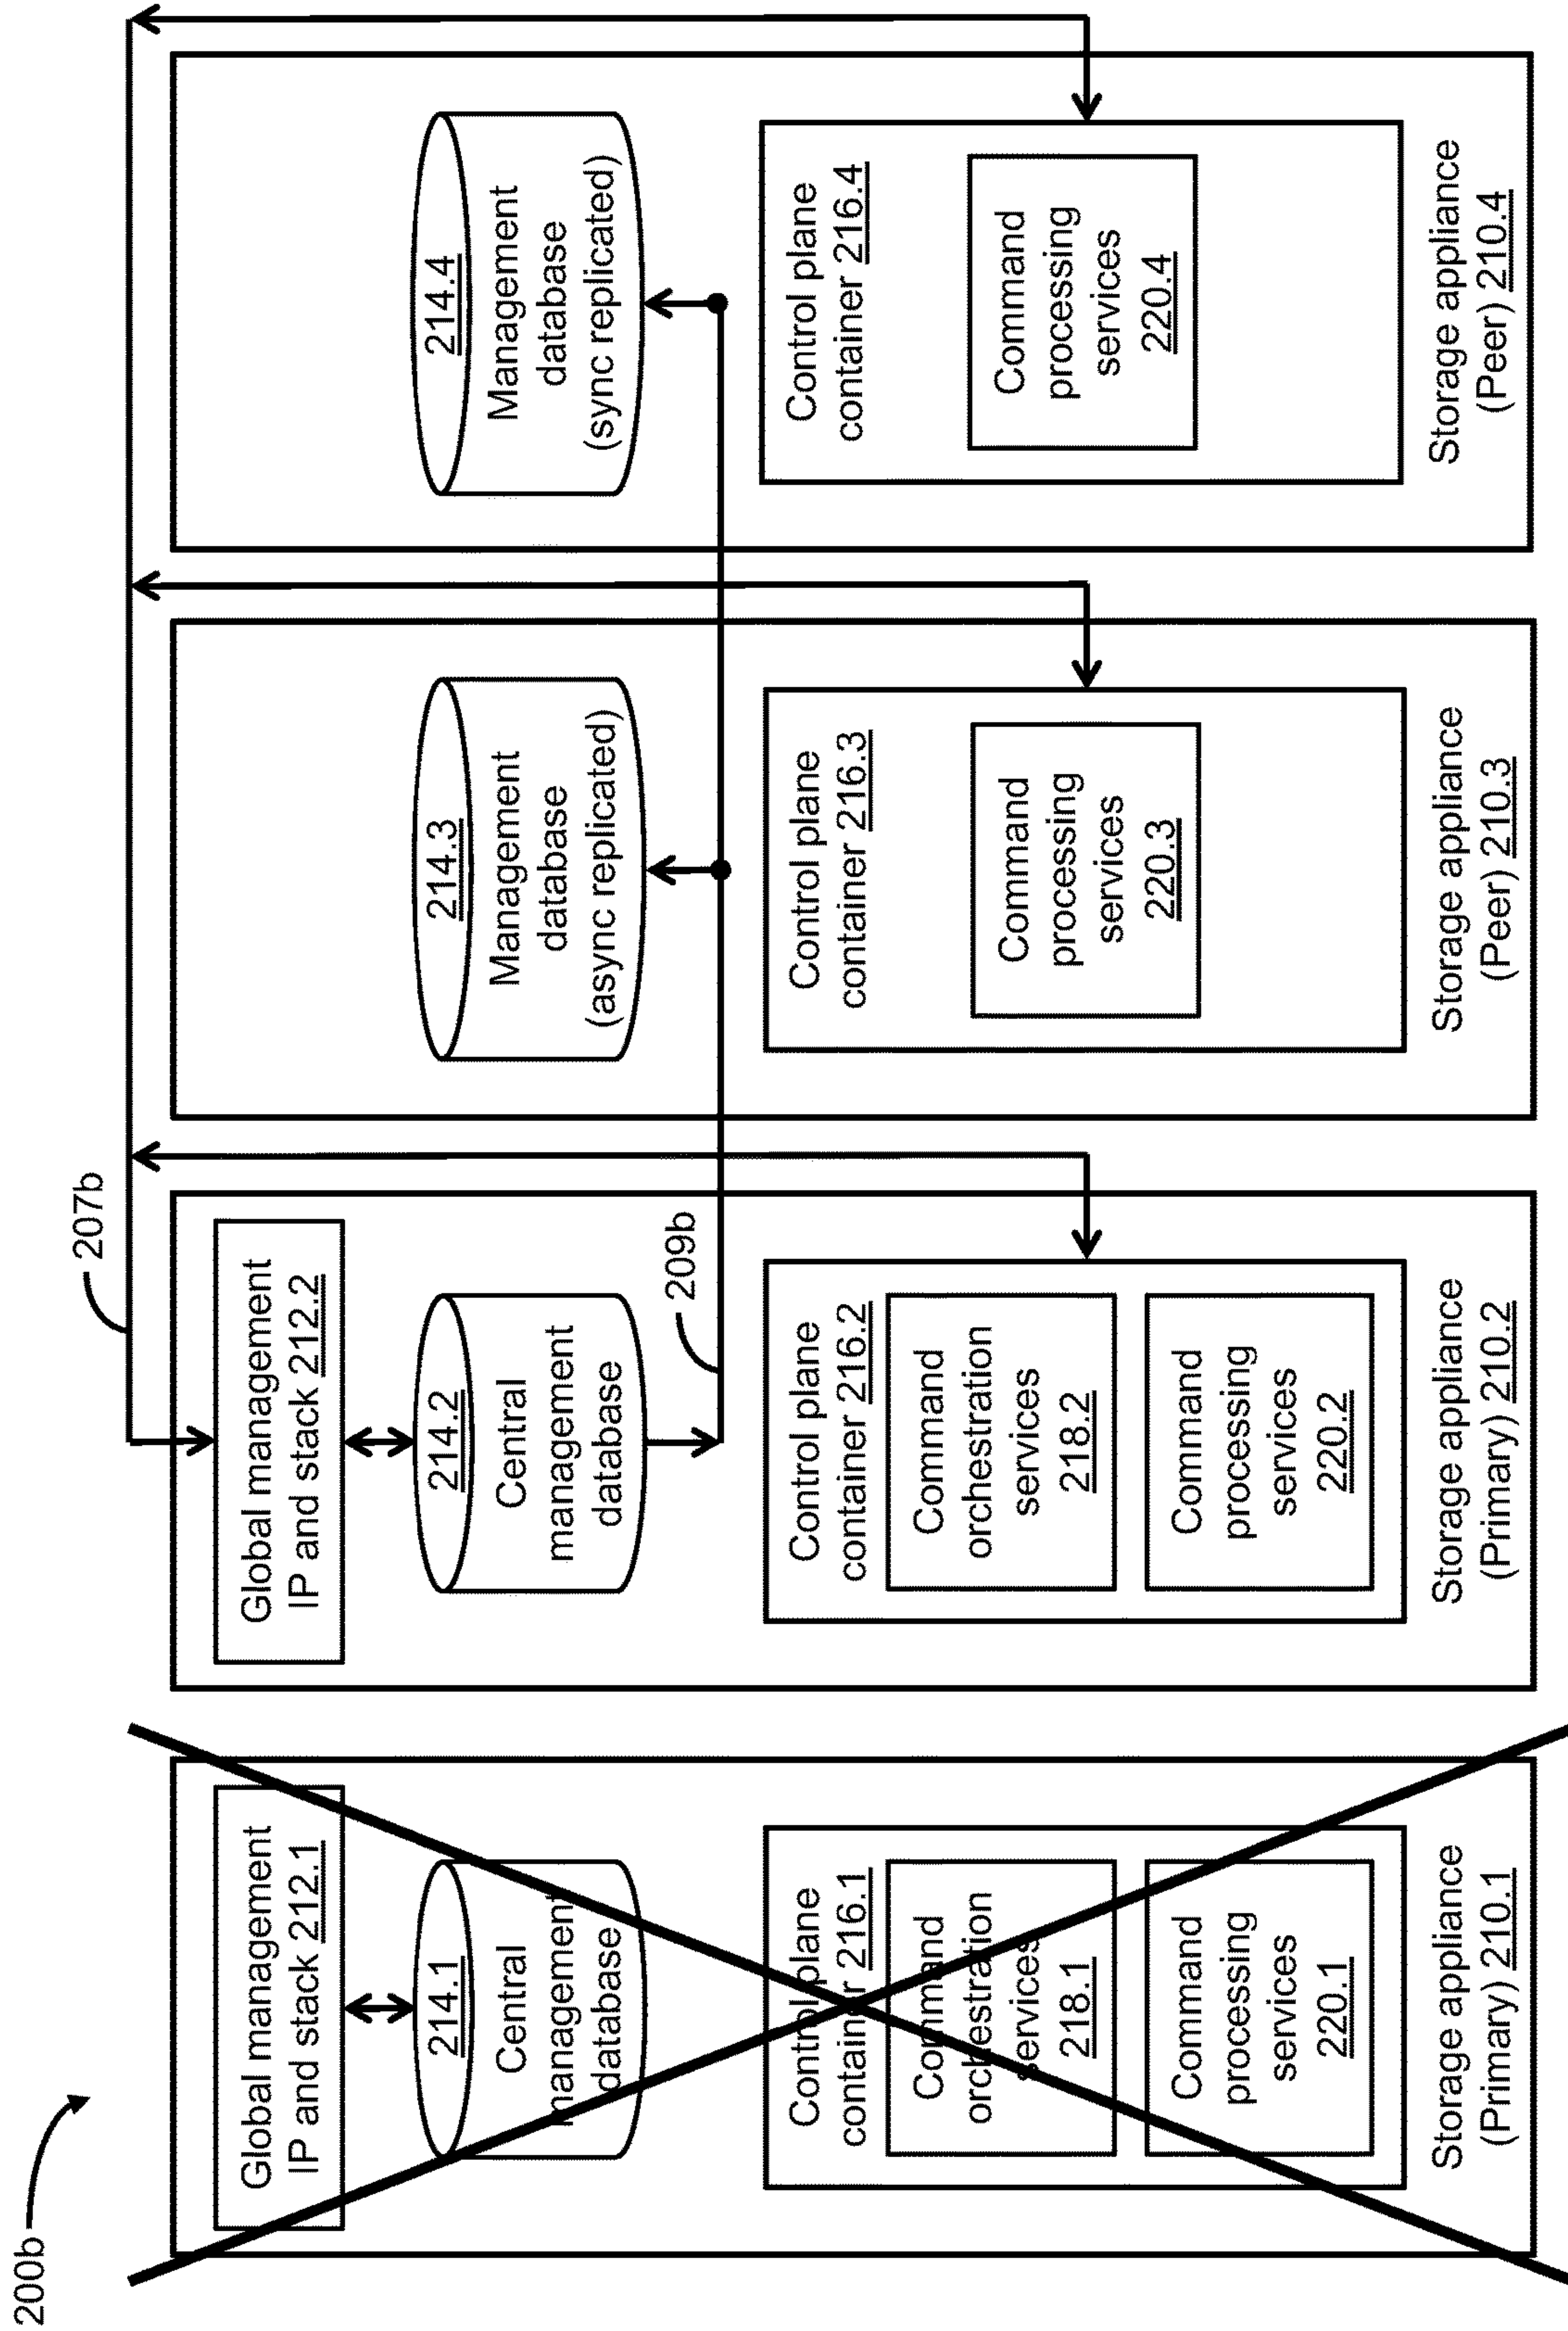 200b
207b
Global management
IP and stack 212.1
214.1
Central
management
database
Control plane
container 216.1
Command
orchestration
services
218.1
Command
processing
services
220.1
Storage appliance
(Primary) 210.1
Global management
IP and stack 212.2
214.2
Central
management
database
209b
Control plane
container 216.2
Command
orchestration
services
218.2
Command
processing
services
220.2
Storage appliance
(Primary) 210.2
214.3
Management
database
(async replicated)
Control plane
container 216.3
Command
processing
services
220.3
Storage appliance
(Peer) 210.3
214.4
Management
database
(sync replicated)
Control plane
container 216.4
Command
processing
services
220.4
Storage appliance
(Peer) 210.4